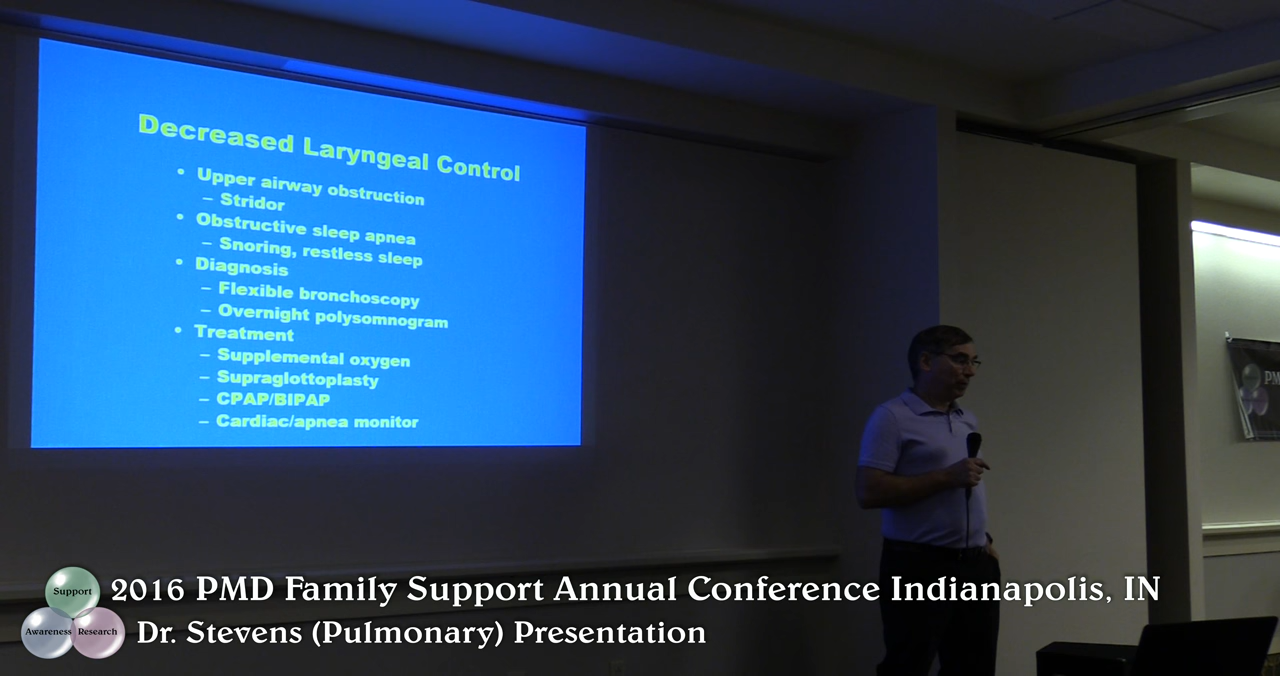 Decreased Laryngeal Control
• Upper airway obstruction
– Stridor
• Obstructive sleep apnea
– Snoring, restless sleep
• Diagnosis
– Flexible bronchoscopy
– Overnight polysomnogram
• Treatment
– Supplemental oxygen
– Supraglottoplasty
– CPAP/BIPAP
– Cardiac/apnea monitor
PM
Support
Awareness Research
2016 PMD Family Support Annual Conference Indianapolis, IN
Dr. Stevens (Pulmonary) Presentation